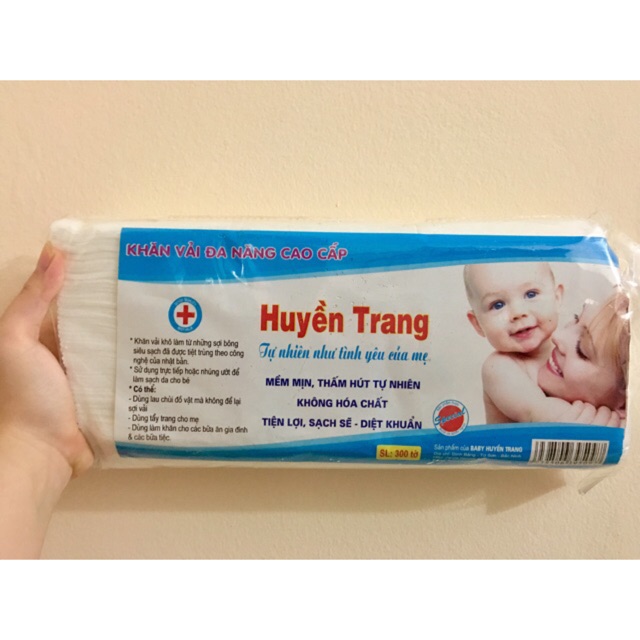 KHĂN VẢI ĐA NĂNG CAO CẤP
* Khăn vải khô làm từ những sợi bông
siêu sạch đã được tiệt trùng theo công
nghệ của nhật bản.
* Sử dụng trực tiếp hoặc nhúng ướt để
làm sạch da cho bé
* Có thể:
- Dùng lau chùi đồ vật mà không để lại
sợi vải
- Dùng tẩy trang cho mẹ
- Dùng làm khăn cho các bữa ăn gia đình
& các bữa tiệc.
Huyền Trang
Tự nhiên như tình yêu của mẹ
MỀM MỊN, THẤM HÚT TỰ NHIÊN
KHÔNG HÓA CHẤT
TIỆN LỢI, SẠCH SẼ - DIỆT KHUẨN
SL: 300 tờ
Sản phẩm của BABY HUYỀN TRANG